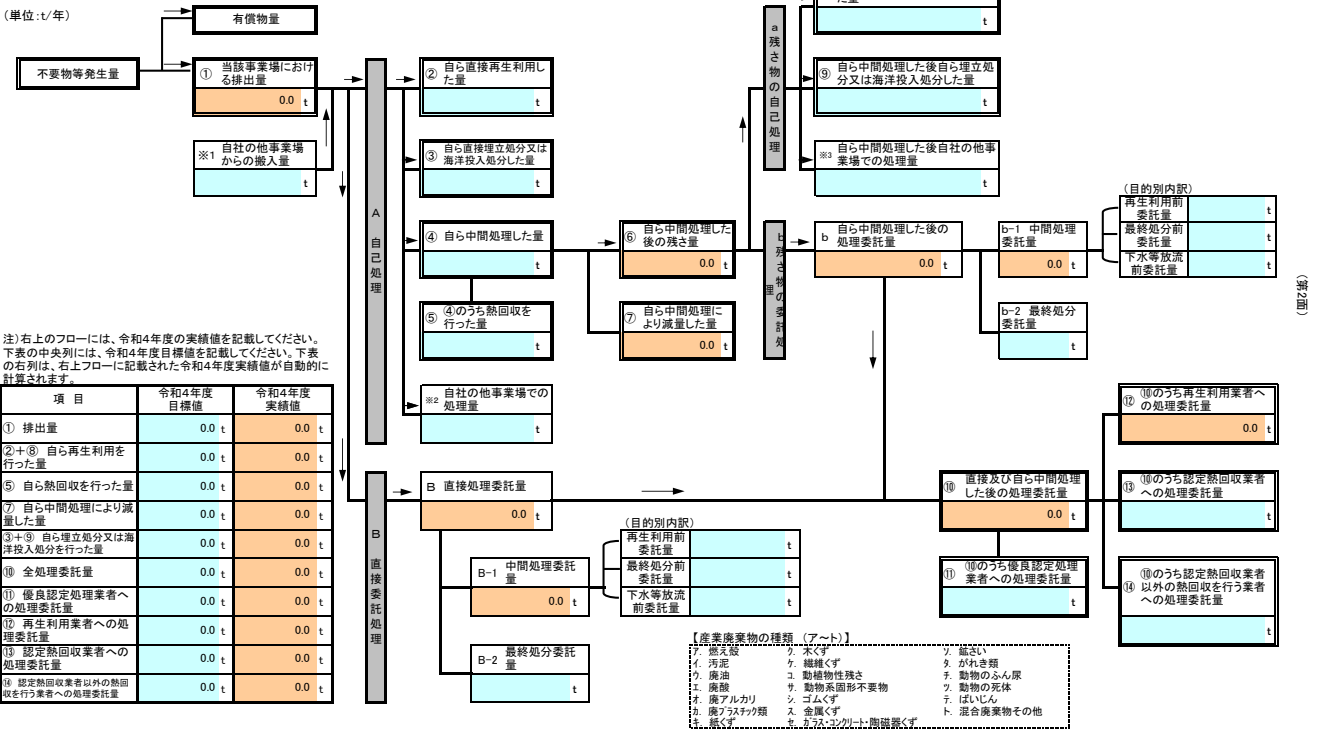 (単位:t/年)
有償物量
不要物等発生量
① 当該事業場におけ
る排出量
0.0 t
※1 自社の他事業場
からの搬入量
t
A
自
己
処
理
② 自ら直接再生利用し
た量
t
③ 自ら直接埋立処分又は
海洋投入処分した量
t
④ 自ら中間処理した量
t
⑤ ④のうち熱回収を
行った量
t
※2 自社の他事業場での
処理量
t
⑥ 自ら中間処理した
後の残さ量
0.0 t
⑦ 自ら中間処理に
より減量した量
0.0 t
a
残
さ
物
の
自
己
処
理
t
⑨ 自ら中間処理した後自ら埋立処
分又は海洋投入処分した量
t
※3 自ら中間処理した後自社の他事
業場での処理量
t
b
残
さ
物
の
委
託
処
理
b 自ら中間処理した後の
処理委託量
0.0 t
b-1 中間処理
委託量
0.0 t
b-2 最終処分
委託量
t
(目的別内訳)
再生利用前
委託量 t
最終処分前
委託量 t
下水等放流
前委託量 t
(第2面)
注)右上のフローには、令和4年度の実績値を記載してください。
下表の中央列には、令和4年度目標値を記載してください。下表
の右列は、右上フローに記載された令和4年度実績値が自動的に
計算されます。
項 目 令和4年度
目標値 令和4年度
実績値
① 排出量 0.0 t 0.0 t
②+⑧ 自ら再生利用を
行った量 0.0 t 0.0 t
⑤ 自ら熱回収を行った量 0.0 t 0.0 t
⑦ 自ら中間処理により減
量した量 0.0 t 0.0 t
③+⑨ 自ら埋立処分又は海
洋投入処分を行った量 0.0 t 0.0 t
⑩ 全処理委託量 0.0 t 0.0 t
⑪ 優良認定処理業者へ
の処理委託量 0.0 t 0.0 t
⑫ 再生利用業者への処
理委託量 0.0 t 0.0 t
⑬ 認定熱回収業者への
処理委託量 0.0 t 0.0 t
⑭ 認定熱回収業者以外の熱回
収を行う業者への処理委託量 0.0 t 0.0 t
B
直
接
委
託
処
理
B 直接処理委託量
0.0 t
B-1 中間処理委託
量
0.0 t
B-2 最終処分委託
量
t
(目的別内訳)
再生利用前
委託量 t
最終処分前
委託量 t
下水等放流
前委託量 t
⑩ 直接及び自ら中間処理
した後の処理委託量
0.0 t
⑪ ⑩のうち優良認定処理
業者への処理委託量
t
⑫ ⑩のうち再生利用業者へ
の処理委託量
0.0 t
⑬ ⑩のうち認定熱回収業者
への処理委託量
t
⑭ ⑩のうち認定熱回収業者
以外の熱回収を行う業者
への処理委託量
t
【産業廃棄物の種類 (ア~ト)】
ア. 燃え殻 ク. 木くず ソ. 鉱さい
イ. 汚泥 ケ. 繊維くず タ. がれき類
ウ. 廃油 コ. 動植物性残さ チ. 動物のふん尿
エ. 廃酸 サ. 動物系固形不要物 ツ. 動物の死体
オ. 廃アルカリ シ. ゴムくず テ. ばいじん
カ. 廃プラスチック類 ス. 金属くず ト. 混合廃棄物その他
キ. 紙くず セ. ガラス・コンクリート・陶磁器くず